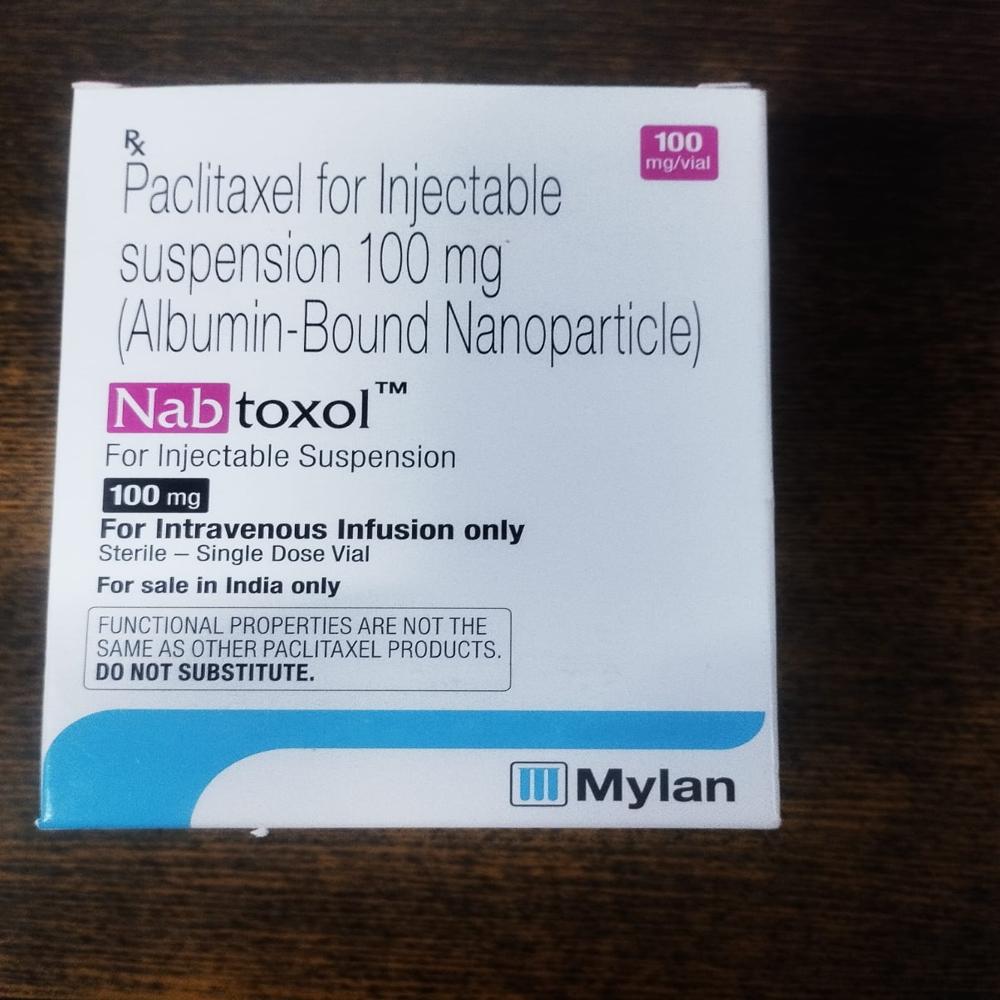 Rx
Paclitaxel for Injectable
suspension 100 mg
(Albumin-Bound Nanoparticle)
100
mg/vial
Nabtoxol™
For Injectable Suspension
100 mg
For Intravenous Infusion only
Sterile – Single Dose Vial
For sale in India only
FUNCTIONAL PROPERTIES ARE NOT THE
SAME AS OTHER PACLITAXEL PRODUCTS.
DO NOT SUBSTITUTE.
Mylan